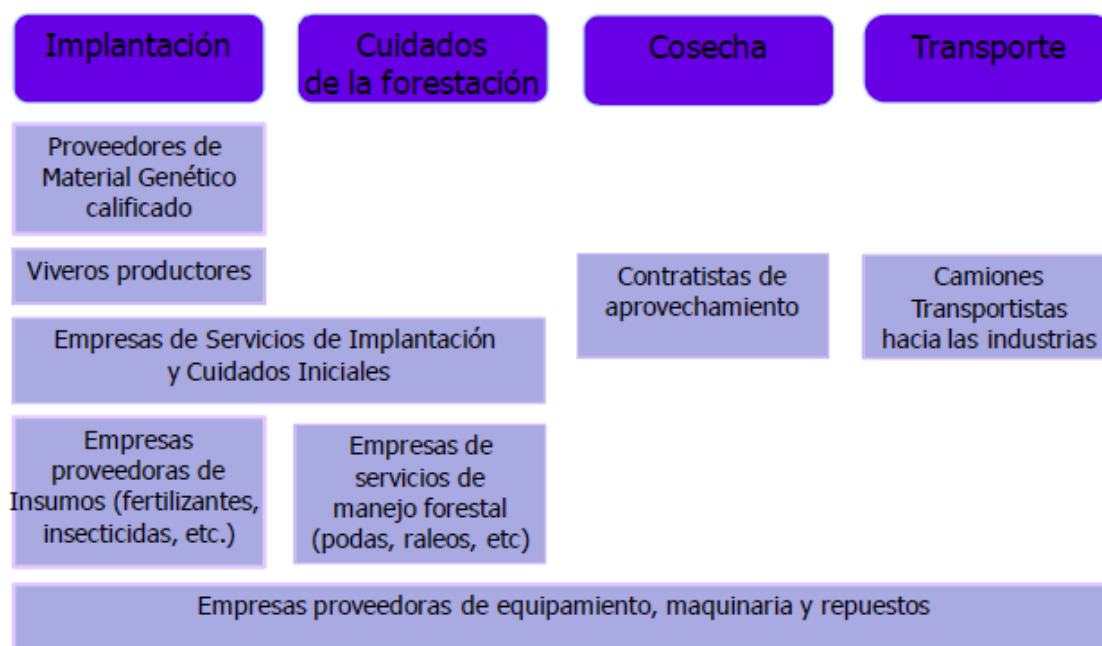 Implantación
Cuidados
de la forestación
Cosecha
Transporte
Proveedores de
Material Genético
calificado
Viveros productores
Contratistas de
aprovechamiento
Camiones
Transportistas
hacia las industrias
Empresas de Servicios de Implantación
y Cuidados Iniciales
Empresas
proveedoras de
Insumos (fertilizantes,
insecticidas, etc.)
Empresas de
servicios de
manejo forestal
(podas, raleos, etc)
Empresas proveedoras de equipamiento, maquinaria y repuestos